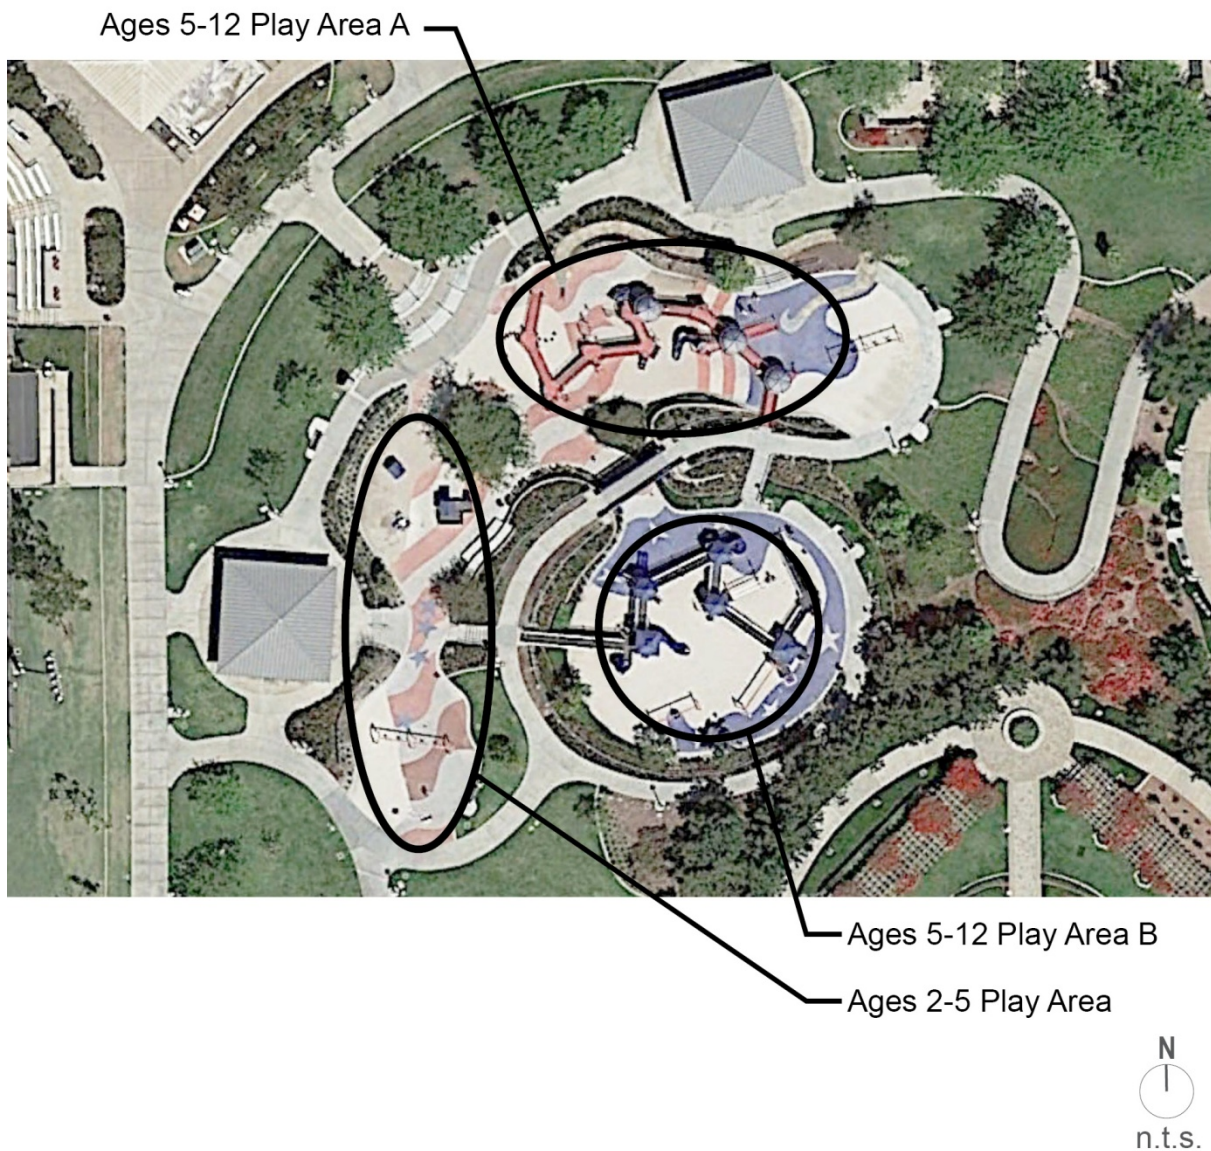 Ages 5-12 Play Area A
Ages 5-12 Play Area B
Ages 2-5 Play Area
N
n.t.s.